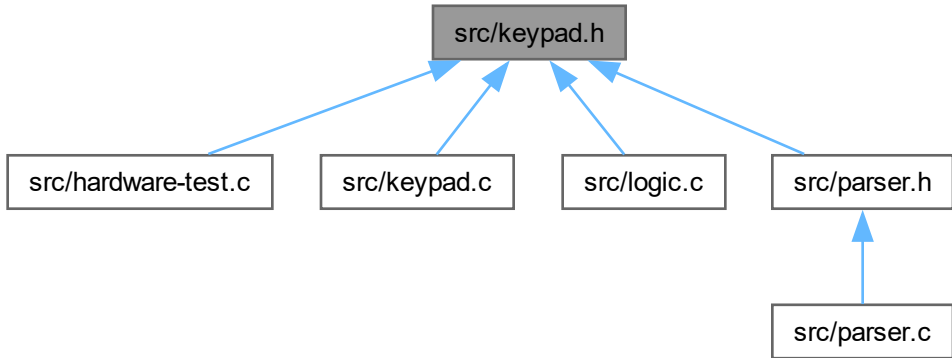 src/keypad.h
src/hardware-test.c
src/keypad.c
src/logic.c
src/parser.h
src/parser.c